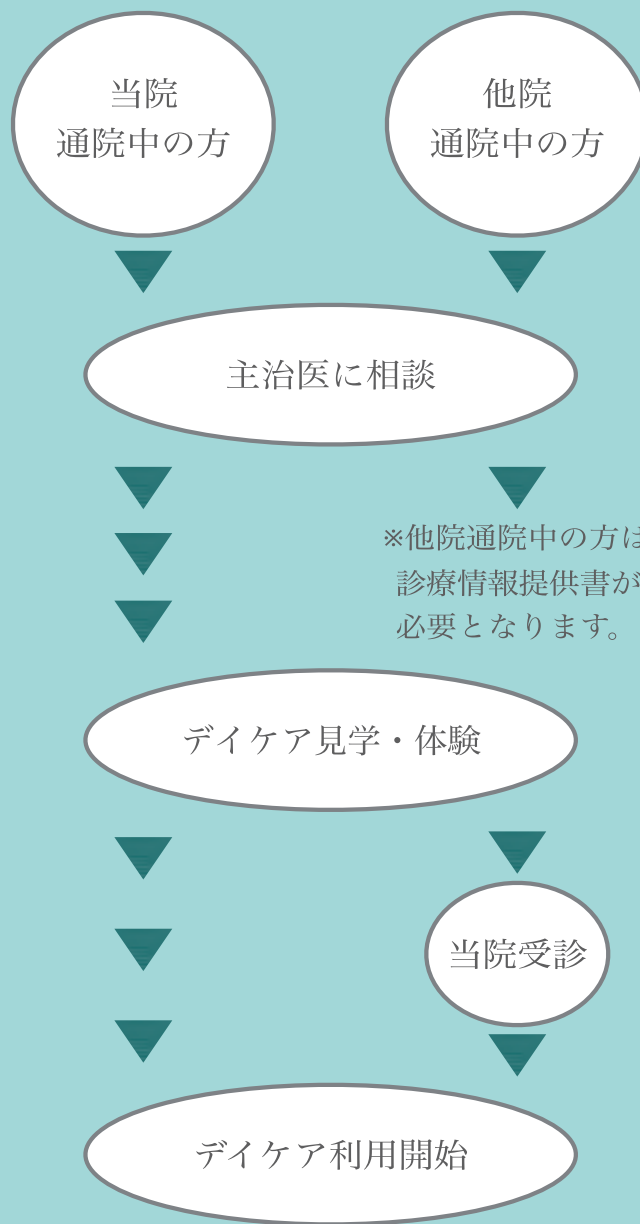 当院
通院中の方
他院
通院中の方
主治医に相談
※他院通院中の方は
診療情報提供書が
必要となります。
デイケア見学・体験
当院受診
デイケア利用開始